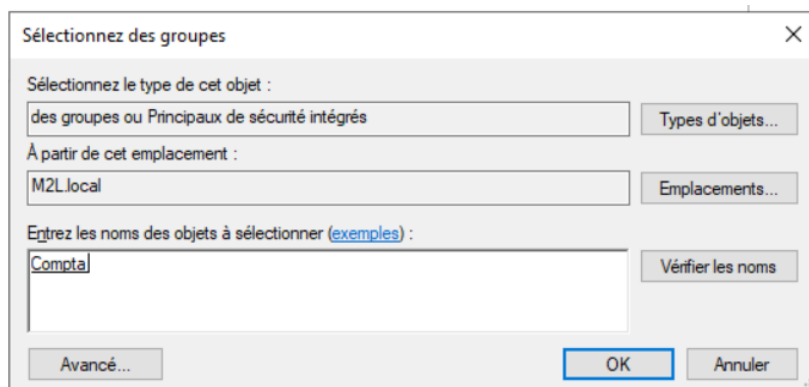 Sélectionnez des groupes
Sélectionnez le type de cet objet :
des groupes ou Principaux de sécurité intégrés
Types d'objets...
À partir de cet emplacement :
M2L.local
Emplacements...
Entrez les noms des objets à sélectionner (exemples) :
Compta
Vérifier les noms
Avancé...
OK
Annuler